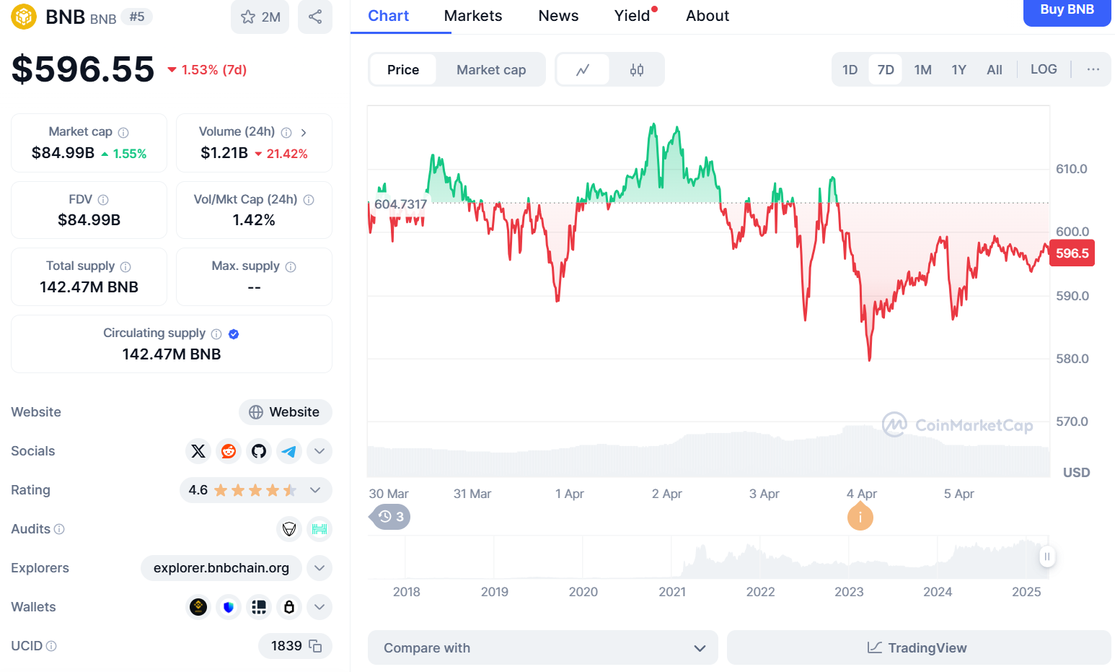 BNB BNB #5
2M
$596.55 1.53% (7d)
Market cap
$84.99B 1.55%
Volume (24h)
$1.21B 21.42%
FDV
$84.99B
Vol/Mkt Cap (24h)
1.42%
Total supply
142.47M BNB
Max. supply
--
Circulating supply
142.47M BNB
Website Website
Socials
Rating 4.6
Audits
Explorers explorer.bnbchain.org
Wallets
UCID 1839
Chart Markets News Yield About
Buy BNB
Price Market cap
1D 7D 1M 1Y All LOG ...
604.7317
610.0
600.0
596.5
590.0
580.0
570.0
CoinMarketCap
USD
30 Mar 31 Mar 1 Apr 2 Apr 3 Apr 4 Apr 5 Apr
3
2018 2019 2020 2021 2022 2023 2024 2025
Compare with
TradingView